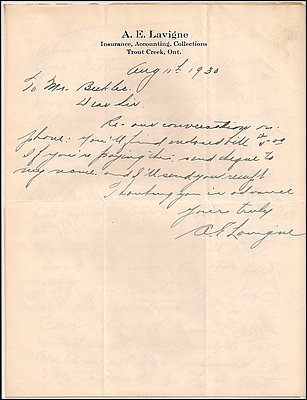 A. E. Lavigne
Insurance, Accounting, Collections
Trout Creek, Ont.
Aug 11th 1930
To Mr.
Dear Sir.
Re. our conversation on
phone. You'll find enclosed bill
If you're paying this send cheque to
my name. and I'll send you receipt
Thanking you in advance
yours truly
A. E. Lavigne